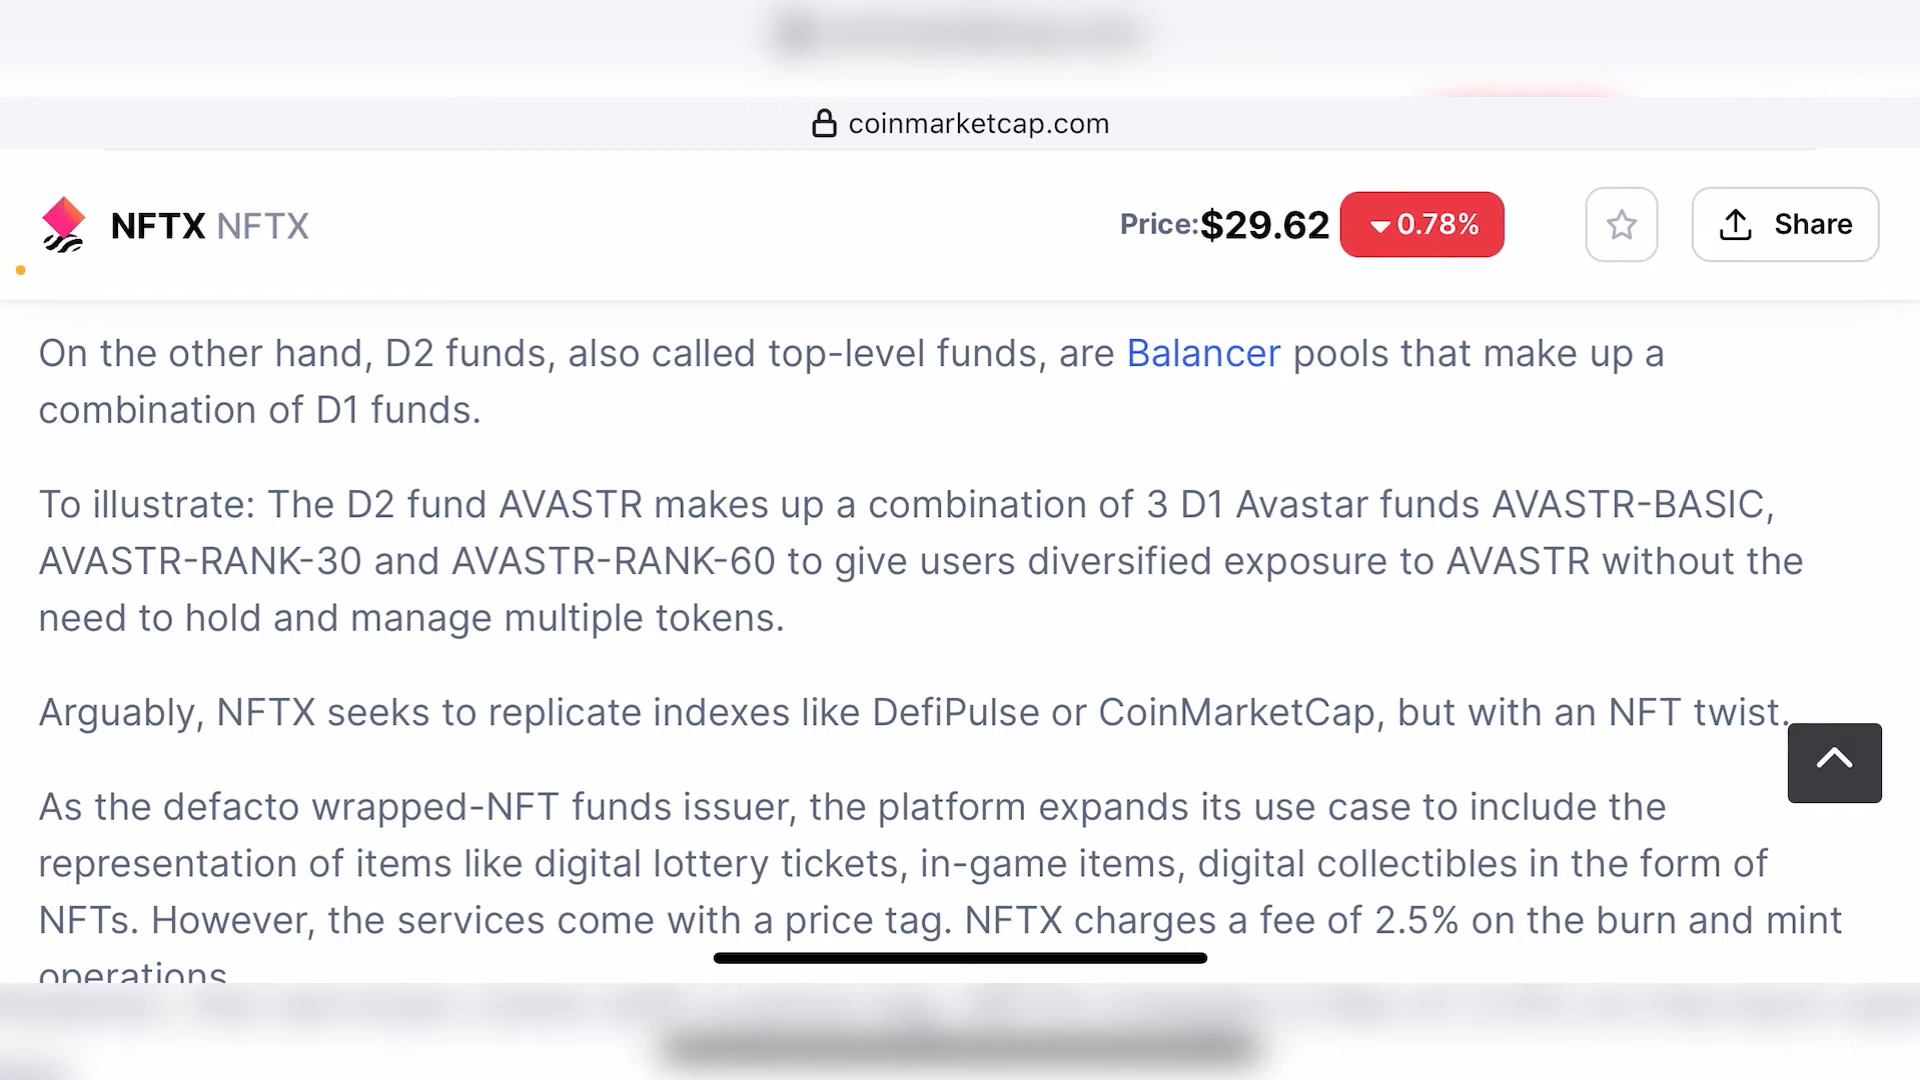 coinmarketcap.com
NFTX NFTX
Price:$29.62 0.78%
Share
On the other hand, D2 funds, also called top-level funds, are Balancer pools that make up a
combination of D1 funds.
To illustrate: The D2 fund AVASTR makes up a combination of 3 D1 Avastar funds AVASTR-BASIC,
AVASTR-RANK-30 and AVASTR-RANK-60 to give users diversified exposure to AVASTR without the
need to hold and manage multiple tokens.
Arguably, NFTX seeks to replicate indexes like DefiPulse or CoinMarketCap, but with an NFT twist.
As the defacto wrapped-NFT funds issuer, the platform expands its use case to include the
representation of items like digital lottery tickets, in-game items, digital collectibles in the form of
NFTs. However, the services come with a price tag. NFTX charges a fee of 2.5% on the burn and mint
operations